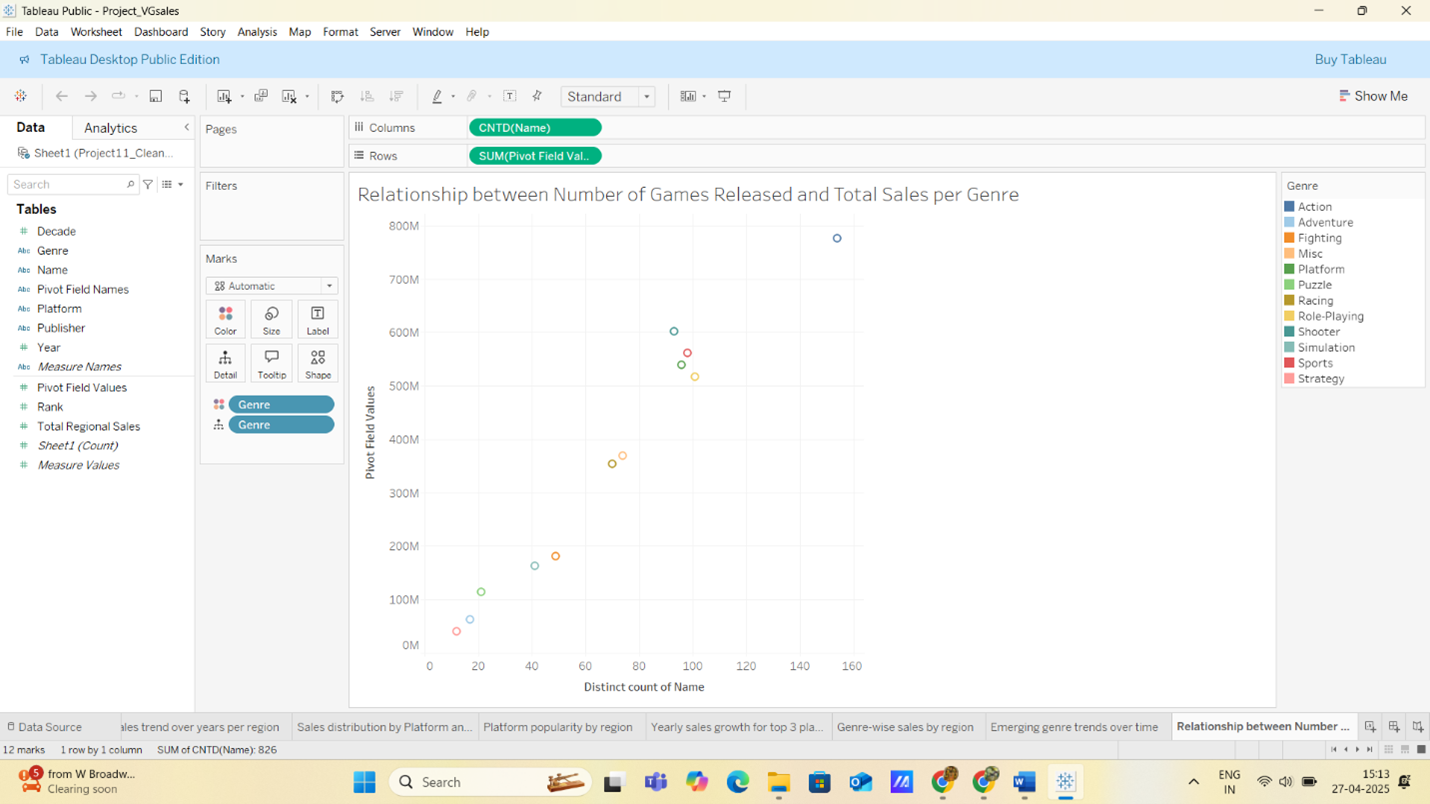 Tableau Public - Project_VGsales
File Data Worksheet Dashboard Story Analysis Map Format Server Window Help
Tableau Desktop Public Edition
Buy Tableau
Standard
Show Me
Data Analytics
Sheet1 (Project11_Clean...
Search
Tables
# Decade
Abc Genre
Abc Name
Abc Pivot Field Names
Abc Platform
Abc Publisher
# Year
Abc Measure Names
# Pivot Field Values
# Rank
# Total Regional Sales
# Sheet1 (Count)
# Measure Values
Pages
Filters
Marks
Automatic
Color Size Label
Detail Tooltip Shape
Genre
Genre
Columns CNTD(Name)
Rows SUM(Pivot Field Val..
Relationship between Number of Games Released and Total Sales per Genre
Pivot Field Values
800M
700M
600M
500M
400M
300M
200M
100M
0M
0 20 40 60 80 100 120 140 160
Distinct count of Name
Genre
Action
Adventure
Fighting
Misc
Platform
Puzzle
Racing
Role-Playing
Shooter
Simulation
Sports
Strategy
Data Source ales trend over years per region Sales distribution by Platform an... Platform popularity by region Yearly sales growth for top 3 pla... Genre-wise sales by region Emerging genre trends over time Relationship between Number ...
12 marks 1 row by 1 column SUM of CNTD(Name): 826
5
from W Broadw...
Clearing soon
Search
ENG
IN
15:13
27-04-2025